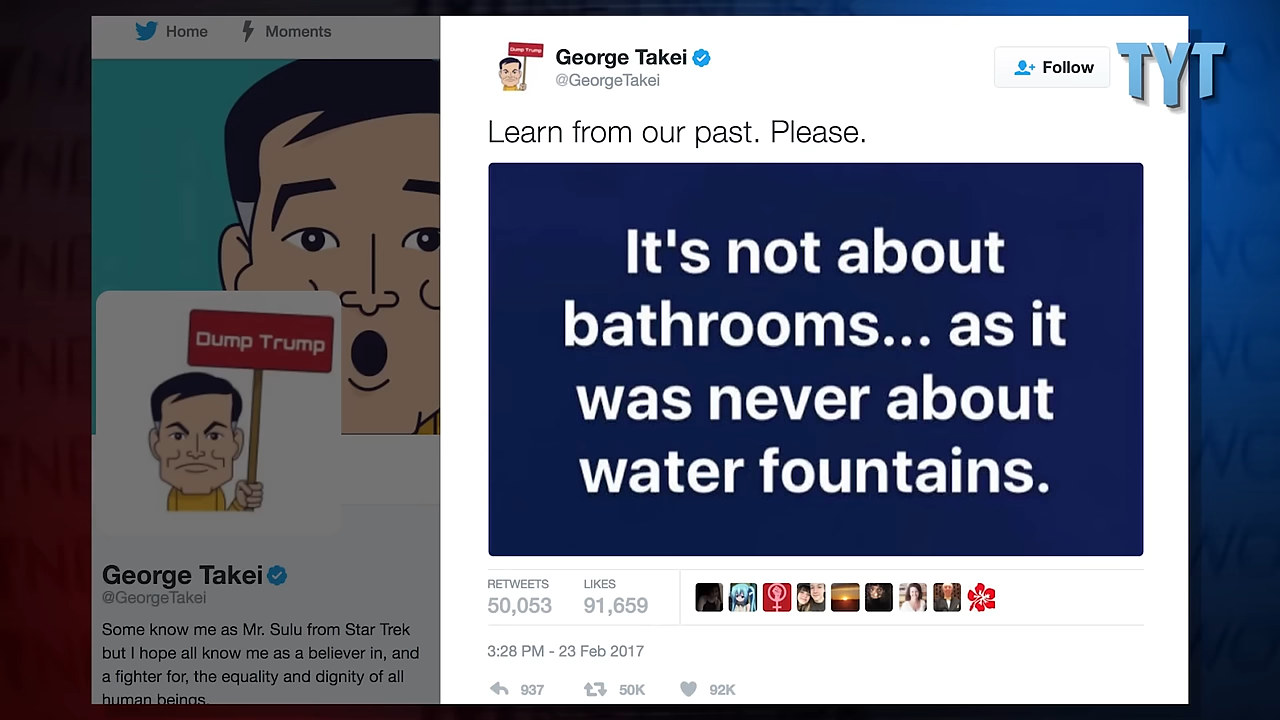 Home
Moments
Dump Trump
George Takei
@GeorgeTakei
Some know me as Mr. Sulu from Star Trek
but I hope all know me as a believer in, and
a fighter for, the equality and dignity of all
human beings.
Dump Trump
George Takei
@GeorgeTakei
Follow
TYT
Learn from our past. Please.
It's not about
bathrooms... as it
was never about
water fountains.
RETWEETS
50,053
LIKES
91,659
3:28 PM - 23 Feb 2017
937
50K
92K